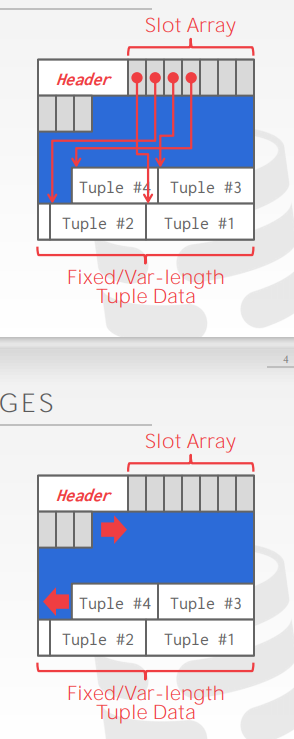 Slot Array
Header
Tuple #4
Tuple #3
Tuple #2
Tuple #1
Fixed/Var-length
Tuple Data
4
GES
Slot Array
Header
Tuple #4
Tuple #3
Tuple #2
Tuple #1
Fixed/Var-length
Tuple Data